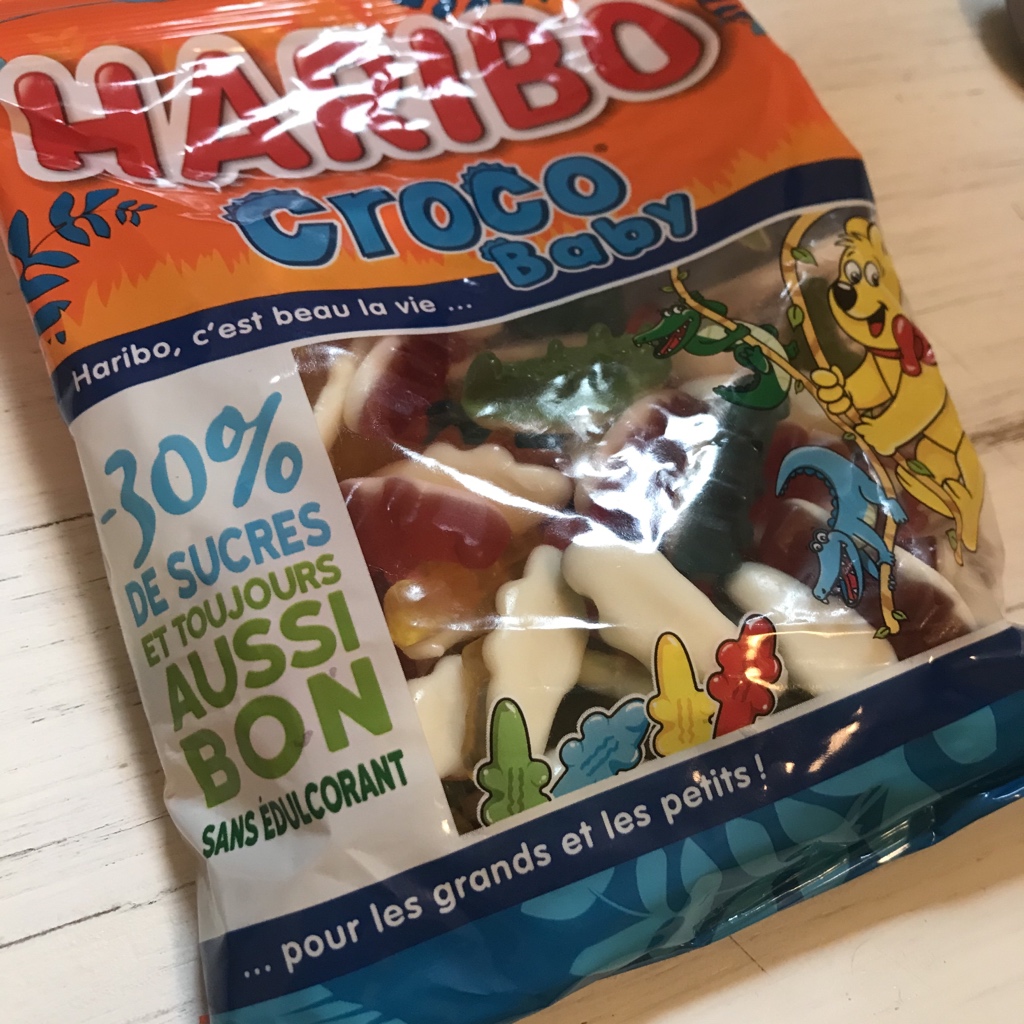 HARIBO
Croco
Baby
Haribo, c'est beau la vie ...
-30%
DE SUCRES
ET TOUJOURS
AUSSI
BON
SANS ÉDULCORANT
... pour les grands et les petits !